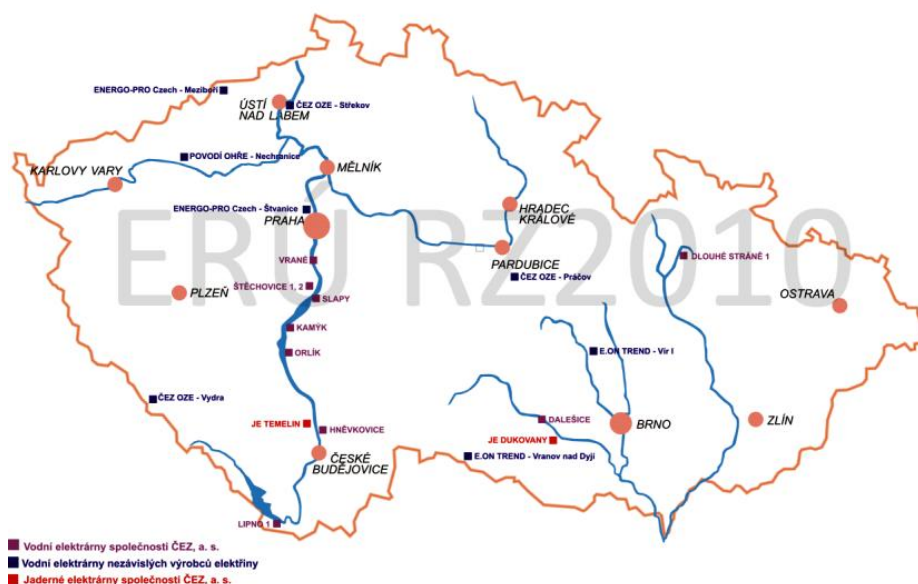 ENERGO-PRO Czech - Meziboří
ÚSTÍ
NAD LABEM
ČEZ OZE - Střekov
POVODÍ OHŘE - Nechranice
KARLOVY VARY
MĚLNÍK
ENERGO-PRO Czech - Štvanice
PRAHA
HRADEC
KRÁLOVÉ
ERÚ RZ2010
VRANÉ
PARDUBICE
DLOUHÉ STRÁNĚ 1
ČEZ OZE - Práčov
ŠTĚCHOVICE 1, 2
PLZEŇ
SLAPY
OSTRAVA
KAMÝK
ORLÍK
E.ON TREND - Vír I
ČEZ OZE - Vydra
JE TEMELIN
HNĚVKOVICE
DALEŠICE
BRNO
ZLÍN
JE DUKOVANY
ČESKÉ
BUDĚJOVICE
E.ON TREND - Vranov nad Dyjí
LIPNO 1
Vodní elektrárny společnosti ČEZ, a. s.
Vodní elektrárny nezávislých výrobců elektřiny
Jaderné elektrárny společnosti ČEZ, a. s.